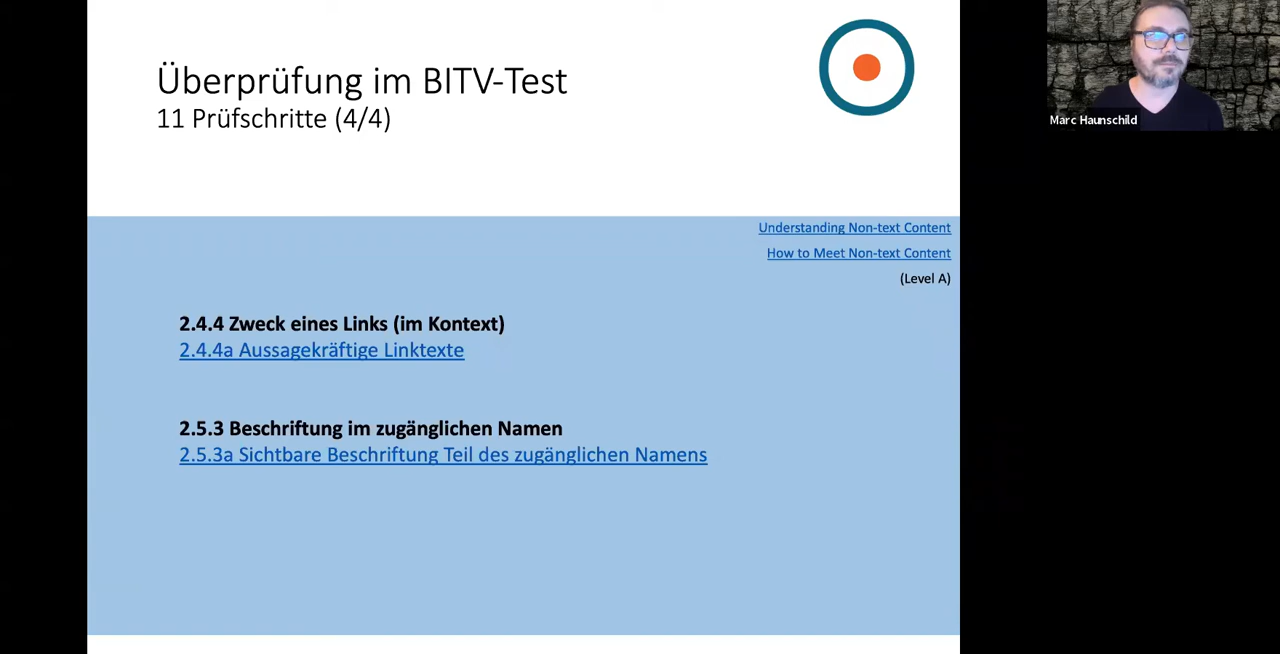 Überprüfung im BITV-Test
11 Prüfschritte (4/4)
Marc Haunschild
Understanding Non-text Content
How to Meet Non-text Content
(Level A)
2.4.4 Zweck eines Links (im Kontext)
2.4.4a Aussagekräftige Linktexte
2.5.3 Beschriftung im zugänglichen Namen
2.5.3a Sichtbare Beschriftung Teil des zugänglichen Namens